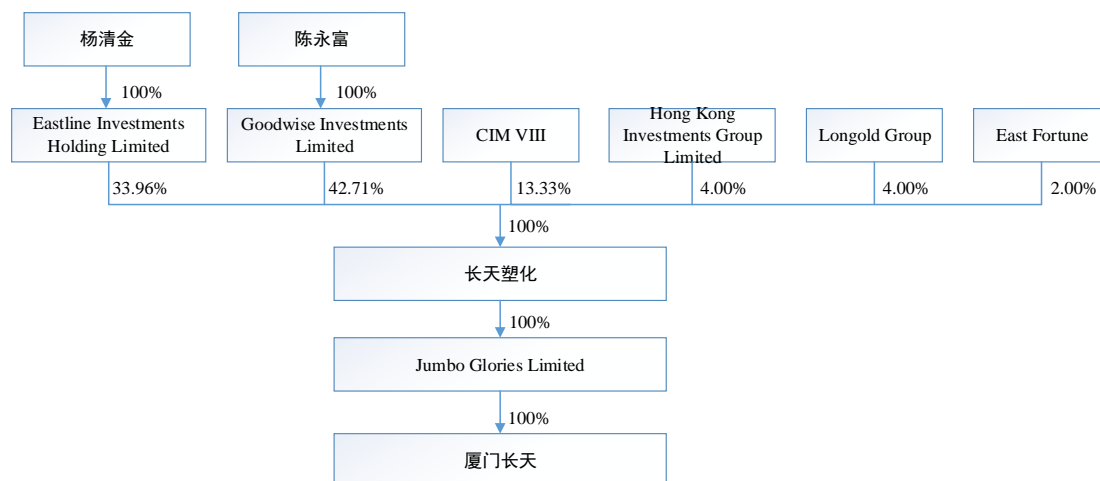 杨清金
陈永富
100%
100%
Eastline Investments
Holding Limited
Goodwise Investments
Limited
CIM VIII
Hong Kong
Investments Group
Limited
Longold Group
East Fortune
33.96%
42.71%
13.33%
4.00%
4.00%
2.00%
100%
长天塑化
100%
Jumbo Glories Limited
100%
厦门长天